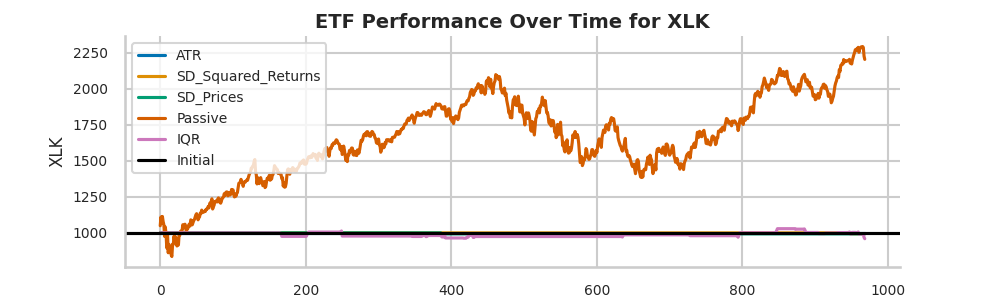 ETF Performance Over Time for XLK
XLK
2250
2000
1750
1500
1250
1000
ATR
SD_Squared_Returns
SD_Prices
Passive
IQR
Initial
0
200
400
600
800
1000